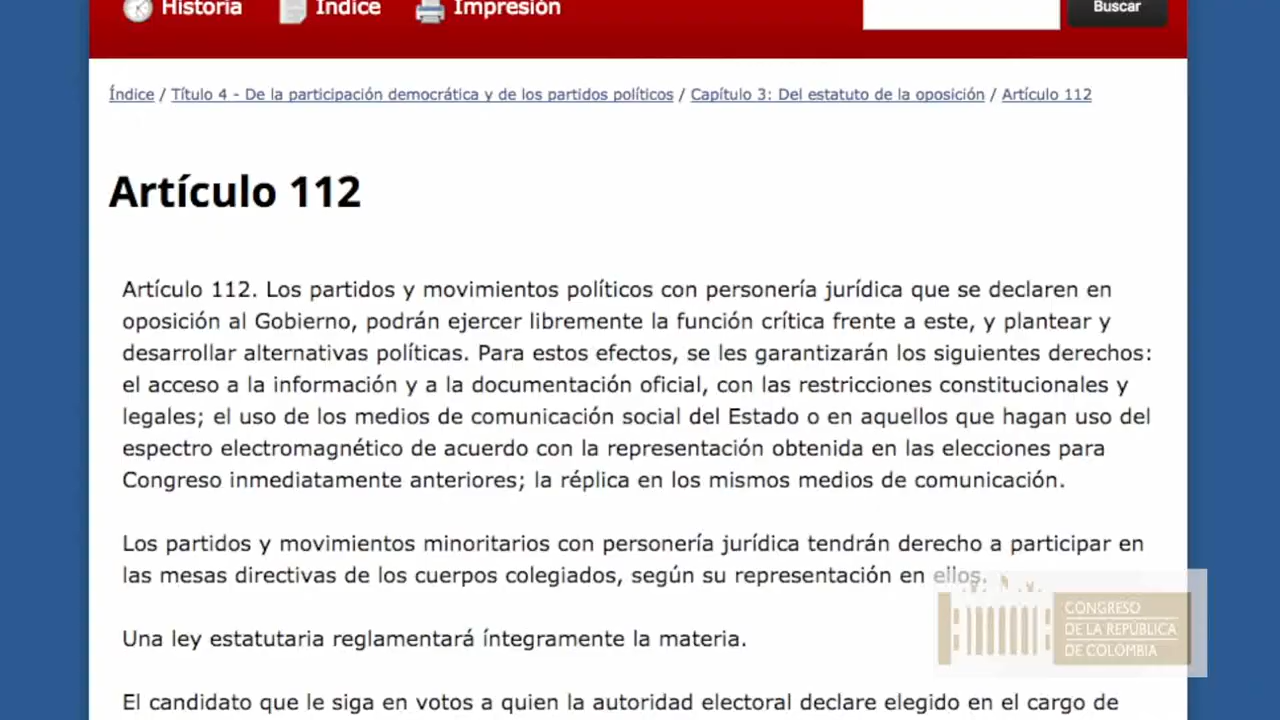 Historia
Índice
Impresión
Buscar
Índice / Título 4 - De la participación democrática y de los partidos políticos / Capítulo 3: Del estatuto de la oposición / Artículo 112
Artículo 112
Artículo 112. Los partidos y movimientos políticos con personería jurídica que se declaren en
oposición al Gobierno, podrán ejercer libremente la función crítica frente a este, y plantear y
desarrollar alternativas políticas. Para estos efectos, se les garantizarán los siguientes derechos:
el acceso a la información y a la documentación oficial, con las restricciones constitucionales y
legales; el uso de los medios de comunicación social del Estado o en aquellos que hagan uso del
espectro electromagnético de acuerdo con la representación obtenida en las elecciones para
Congreso inmediatamente anteriores; la réplica en los mismos medios de comunicación.
Los partidos y movimientos minoritarios con personería jurídica tendrán derecho a participar en
las mesas directivas de los cuerpos colegiados, según su representación en ellos.
CONGRESO
DE LA REPÚBLICA
DE COLOMBIA
Una ley estatutaria reglamentará íntegramente la materia.
El candidato que le siga en votos a quien la autoridad electoral declare elegido en el cargo de